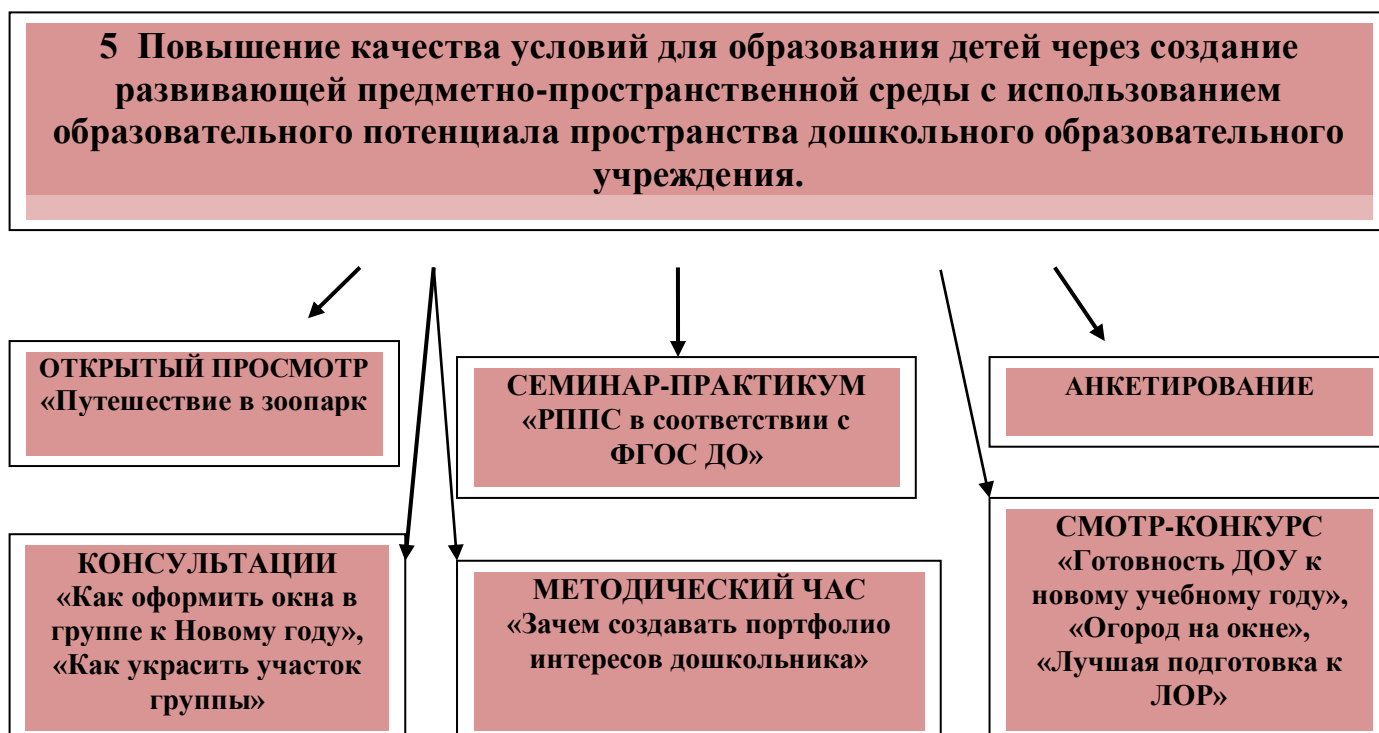 5 Повышение качества условий для образования детей через создание
развивающей предметно-пространственной среды с использованием
образовательного потенциала пространства дошкольного образовательного
учреждения.
ОТКРЫТЫЙ ПРОСМОТР
«Путешествие в зоопарк
СЕМИНАР-ПРАКТИКУМ
«РППС в соответствии с
ФГОС ДО»
АНКЕТИРОВАНИЕ
КОНСУЛЬТАЦИИ
«Как оформить окна в
группе к Новому году»,
«Как украсить участок
группы»
МЕТОДИЧЕСКИЙ ЧАС
«Зачем создавать портфолио
интересов дошкольника»
СМОТР-КОНКУРС
«Готовность ДОУ к
новому учебному году»,
«Огород на окне»,
«Лучшая подготовка к
ЛОР»